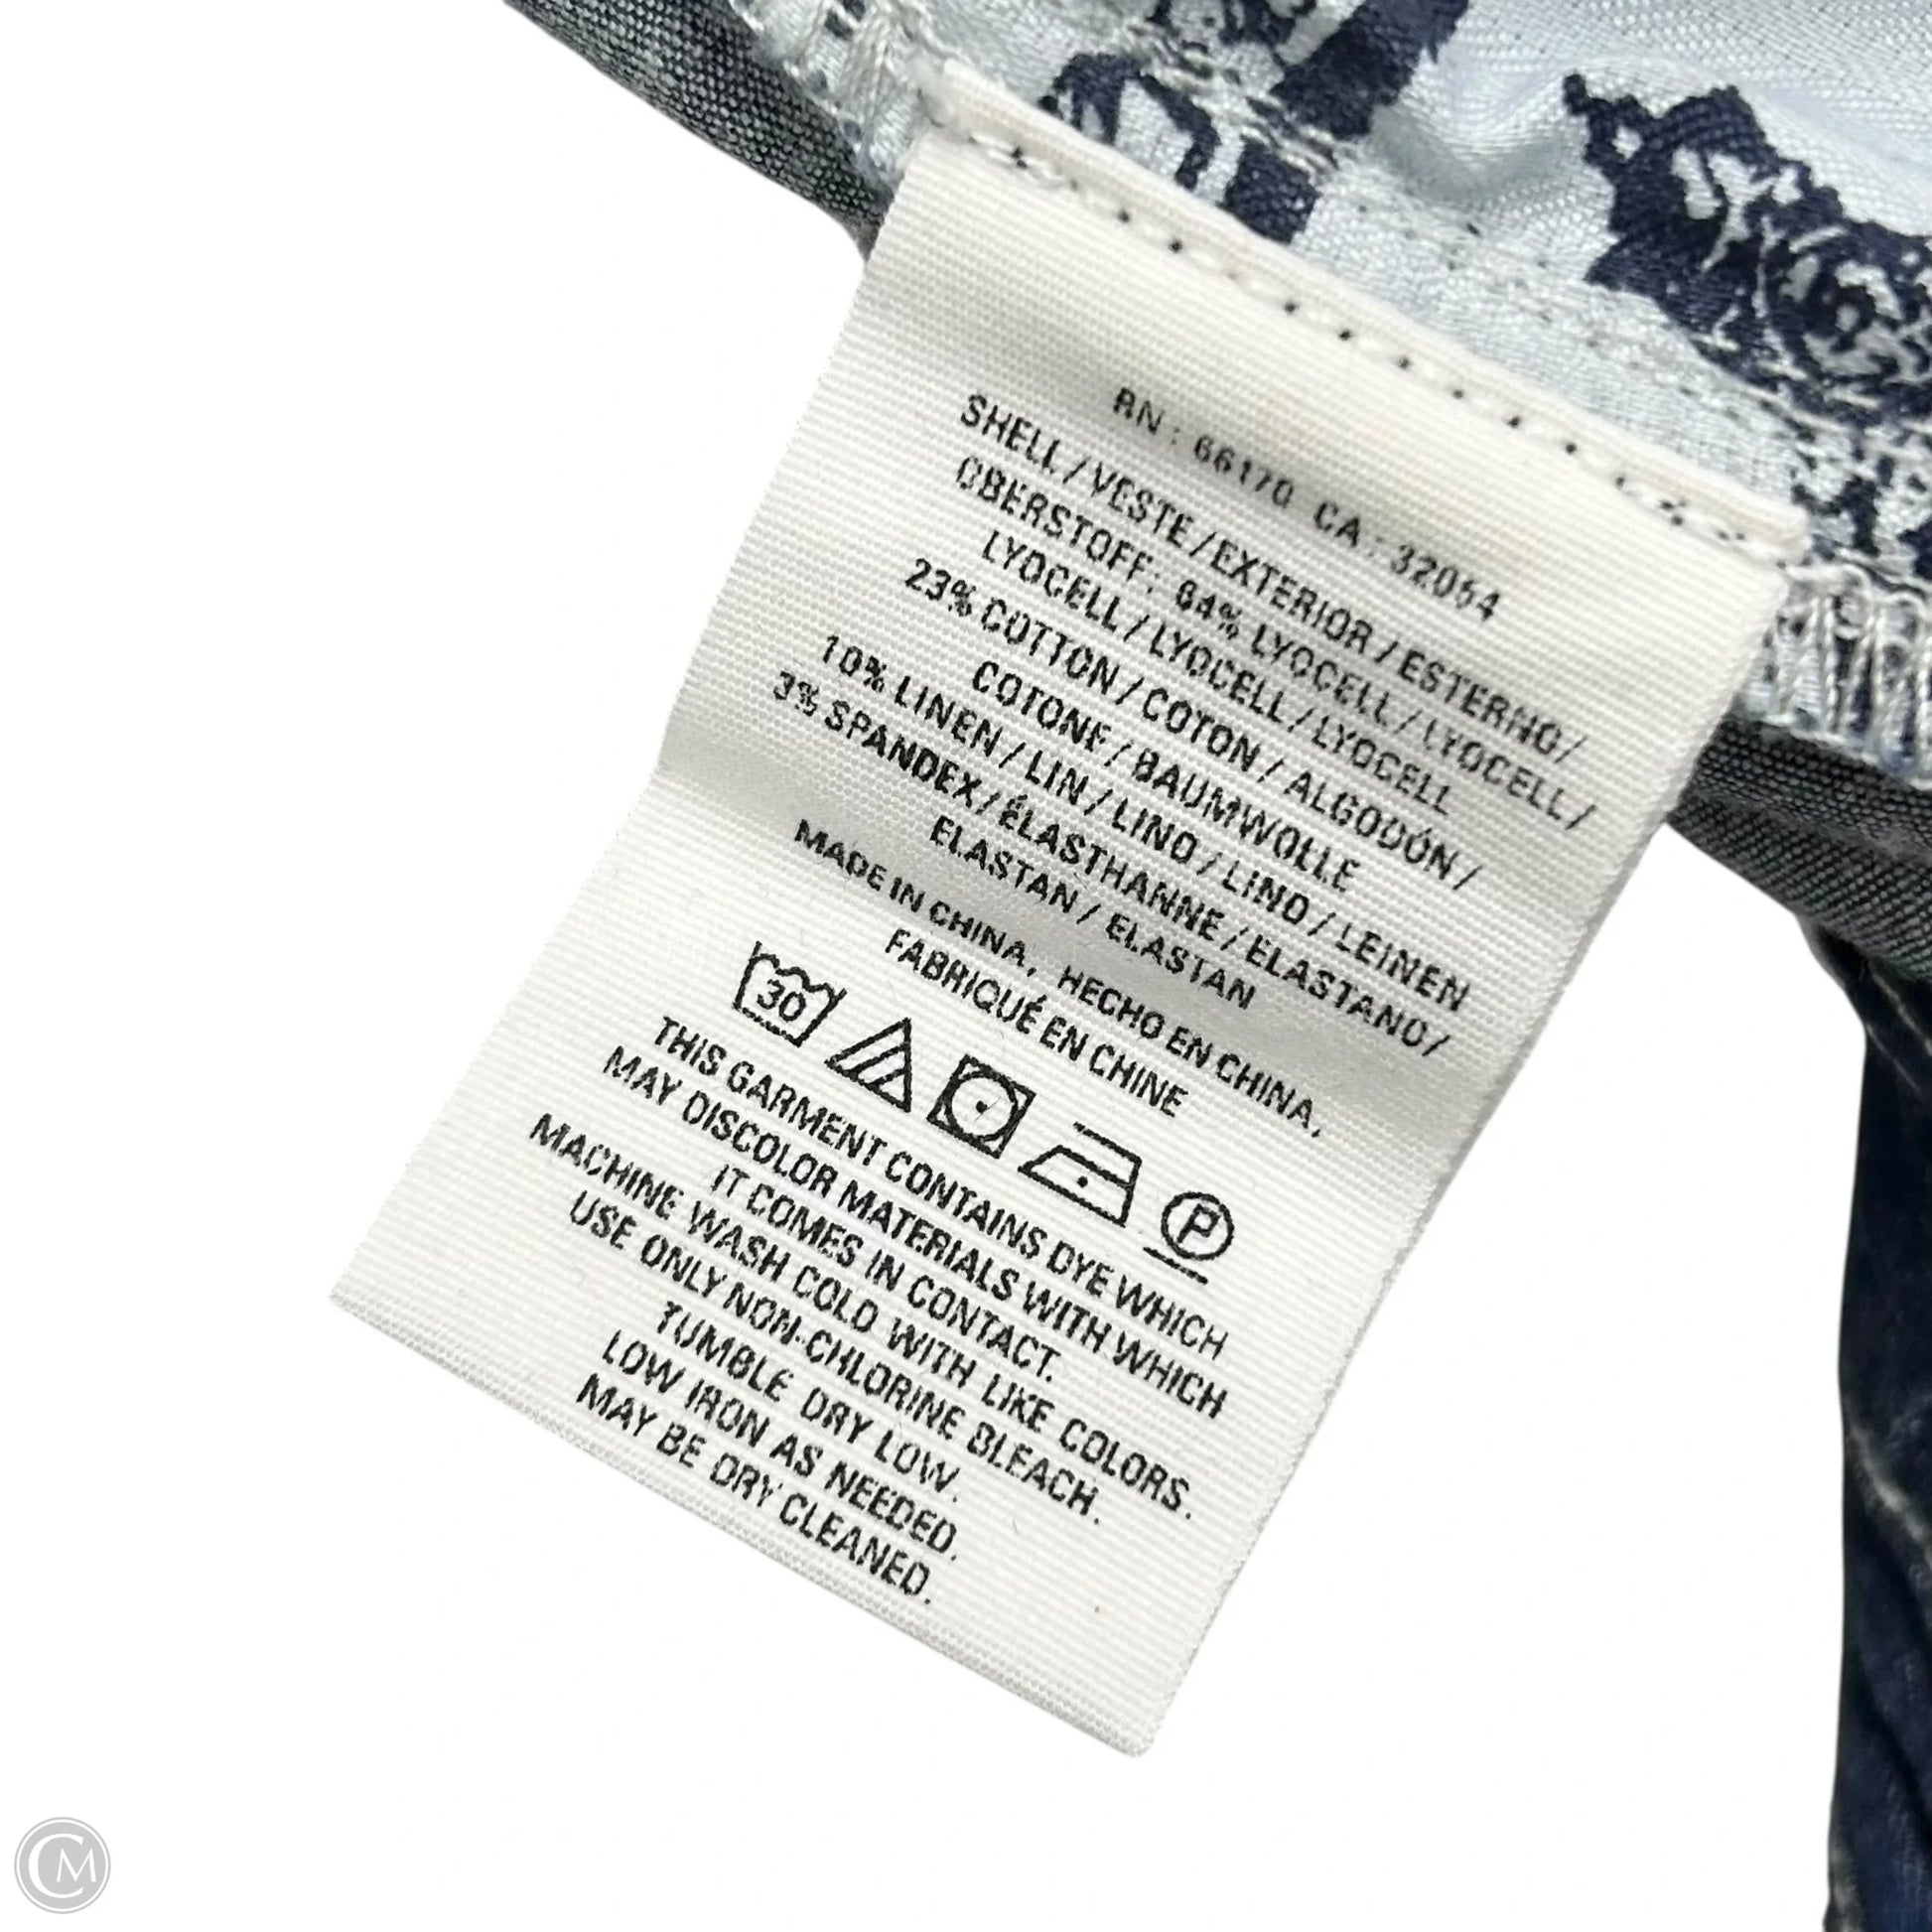 RN: 66170 CA: 32054
SHELL/VESTE/EXTERIOR/ESTERNO/
OBERSTOFF: 64% LYOCELL/LYOCELL/
LYOCELL/LYOCELL/LYOCELL
23% COTTON/COTON/ALGODÓN/
COTONE/BAUMWOLLE
10% LINEN/LIN/LINO/LINO/LEINEN
3% SPANDEX/ÉLASTHANNE/ELASTANO/
ELASTAN/ELASTAN
MADE IN CHINA, HECHO EN CHINA,
FABRIQUÉ EN CHINE
30
P
THIS GARMENT CONTAINS DYE WHICH
MAY DISCOLOR MATERIALS WITH WHICH
IT COMES IN CONTACT.
MACHINE WASH COLD WITH LIKE COLORS.
USE ONLY NON-CHLORINE BLEACH.
TUMBLE DRY LOW.
LOW IRON AS NEEDED.
MAY BE DRY CLEANED.
CM